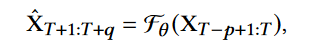 X̂_{T+1:T+q} = ℱ_θ(X_{T−p+1:T}),